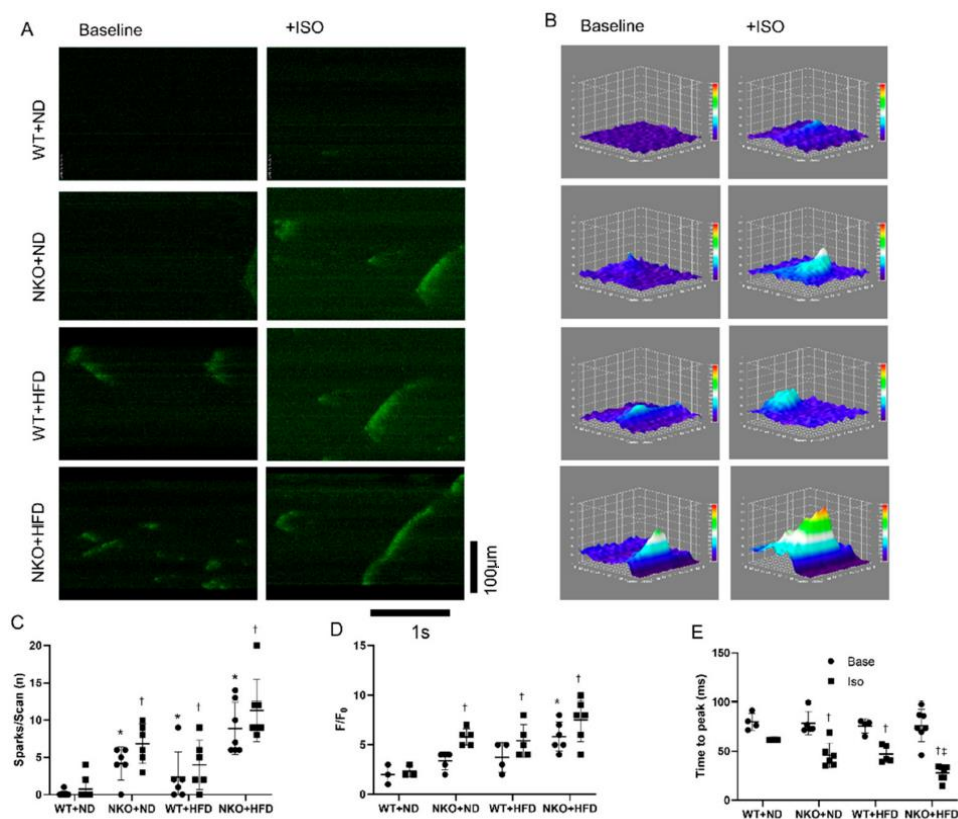 A
Baseline
+ISO
B
Baseline
+ISO
WT+ND
NKO+ND
WT+HFD
NKO+HFD
100µm
1s
C
Sparks/Scan (n)
20
15
10
5
0
* † * † * †
WT+ND NKO+ND WT+HFD NKO+HFD
D
F/F0
15
10
5
0
† † * †
WT+ND NKO+ND WT+HFD NKO+HFD
E
Time to peak (ms)
150
100
50
0
Base
Iso
† † †‡
WT+ND NKO+ND WT+HFD NKO+HFD